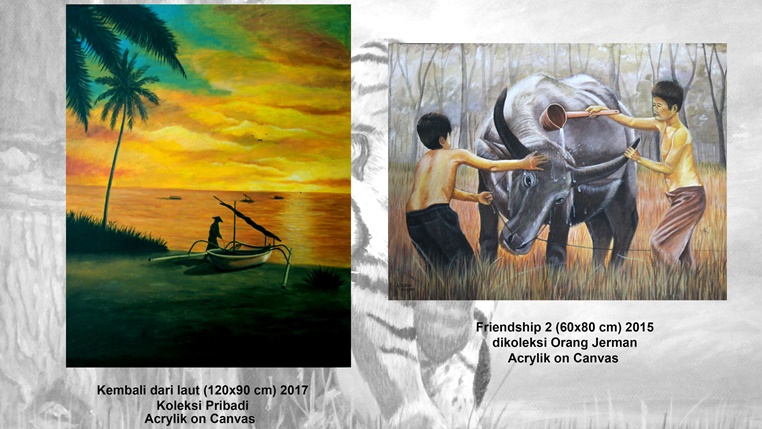 Kembali dari laut (120x90 cm) 2017
Koleksi Pribadi
Acrylik on Canvas
Friendship 2 (60x80 cm) 2015
dikoleksi Orang Jerman
Acrylik on Canvas